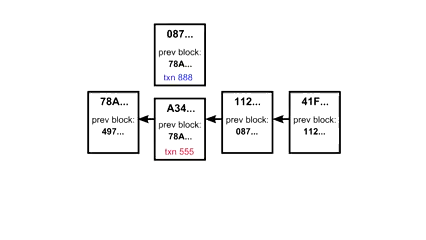 087...
prev block:
78A...
txn 888
78A...
prev block:
497...
A34...
prev block:
78A...
txn 555
112...
prev block:
087...
41F...
prev block:
112...